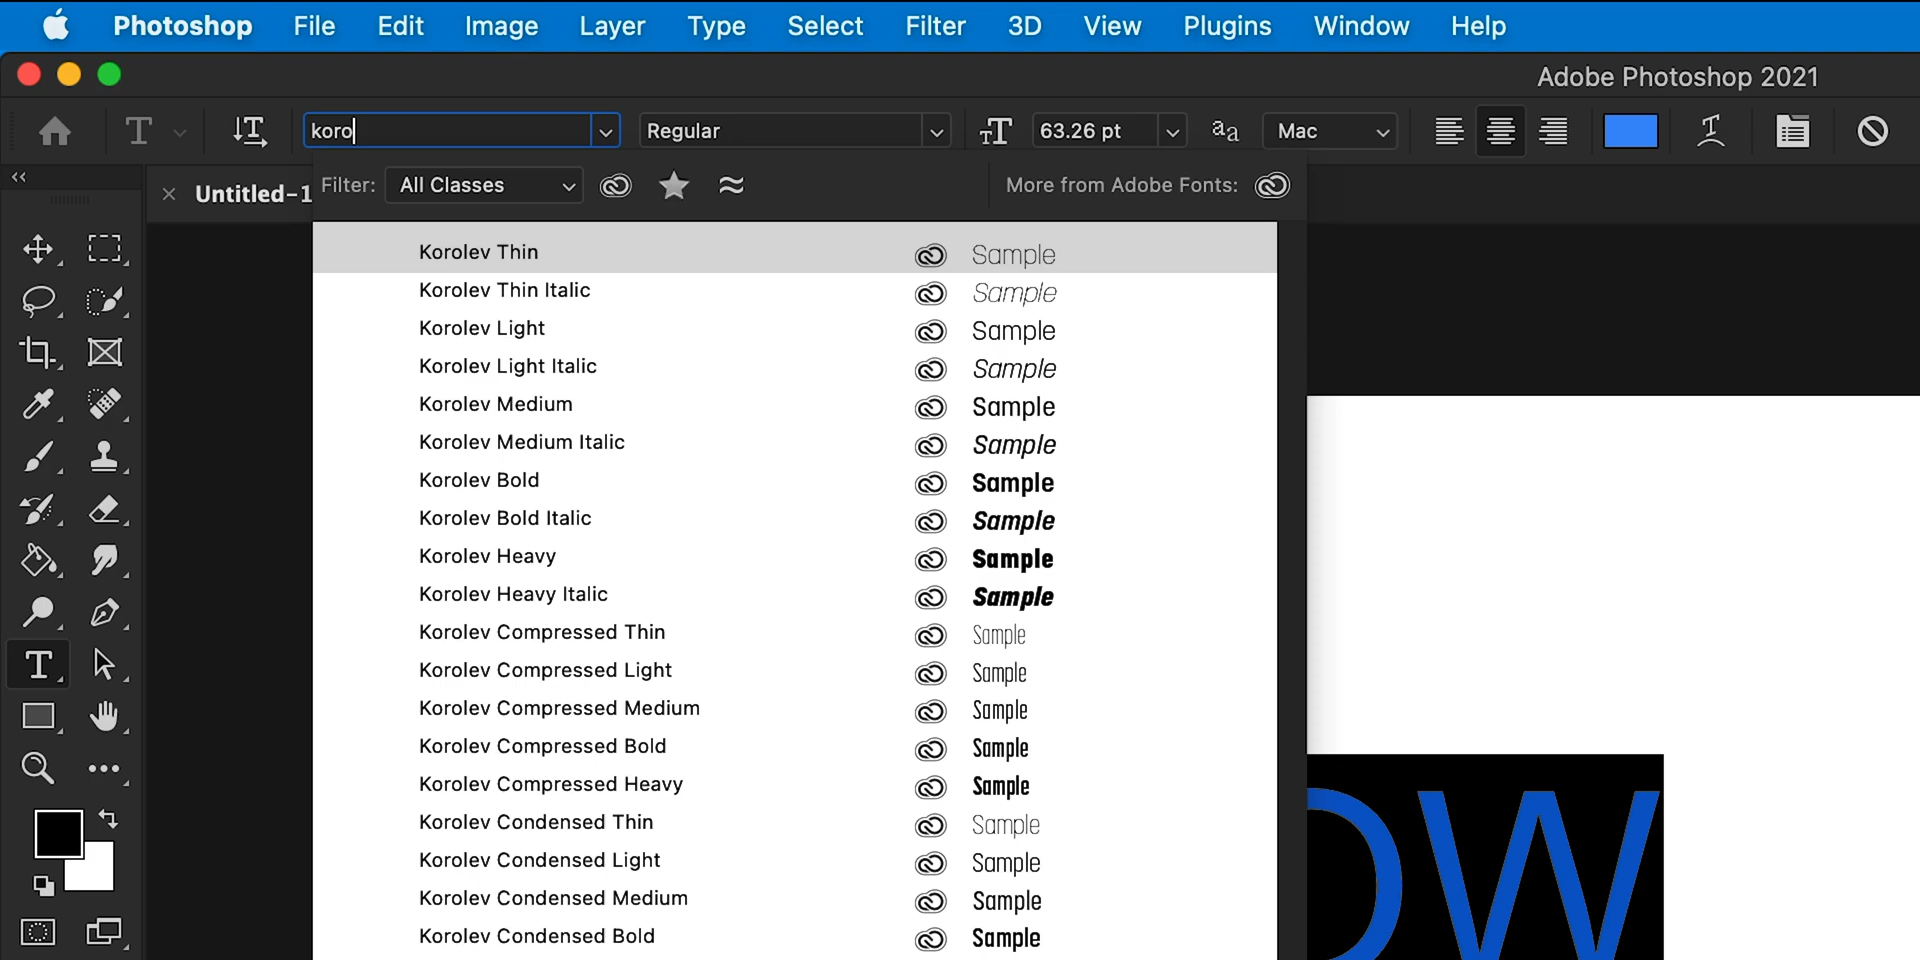 Photoshop File Edit Image Layer Type Select Filter 3D View Plugins Window Help
Adobe Photoshop 2021
koro Regular 63.26 pt Mac
Filter: All Classes More from Adobe Fonts:
Untitled-1
Korolev Thin Sample
Korolev Thin Italic Sample
Korolev Light Sample
Korolev Light Italic Sample
Korolev Medium Sample
Korolev Medium Italic Sample
Korolev Bold Sample
Korolev Bold Italic Sample
Korolev Heavy Sample
Korolev Heavy Italic Sample
Korolev Compressed Thin Sample
Korolev Compressed Light Sample
Korolev Compressed Medium Sample
Korolev Compressed Bold Sample
Korolev Compressed Heavy Sample
Korolev Condensed Thin Sample
Korolev Condensed Light Sample
Korolev Condensed Medium Sample
Korolev Condensed Bold Sample